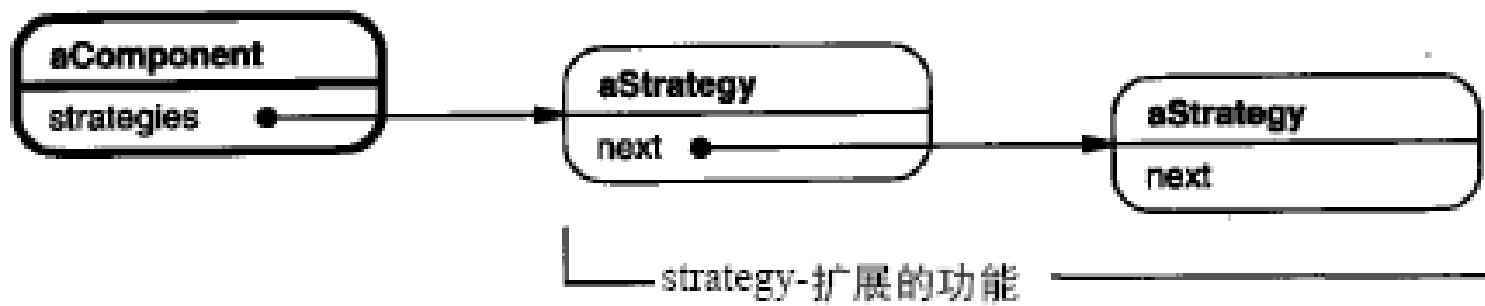 aComponent
strategies
aStrategy
next
aStrategy
next
strategy-扩展的功能